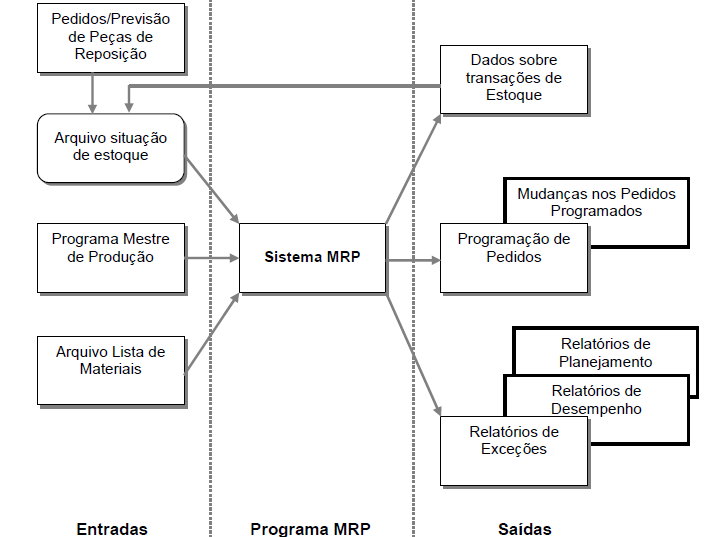 Pedidos/Previsão
de Peças de
Reposição
Dados sobre
transações de
Estoque
Arquivo situação
de estoque
Mudanças nos Pedidos
Programados
Programa Mestre
de Produção
Sistema MRP
Programação de
Pedidos
Arquivo Lista de
Materiais
Relatórios de
Planejamento
Relatórios de
Desempenho
Relatórios de
Exceções
Entradas
Programa MRP
Saídas